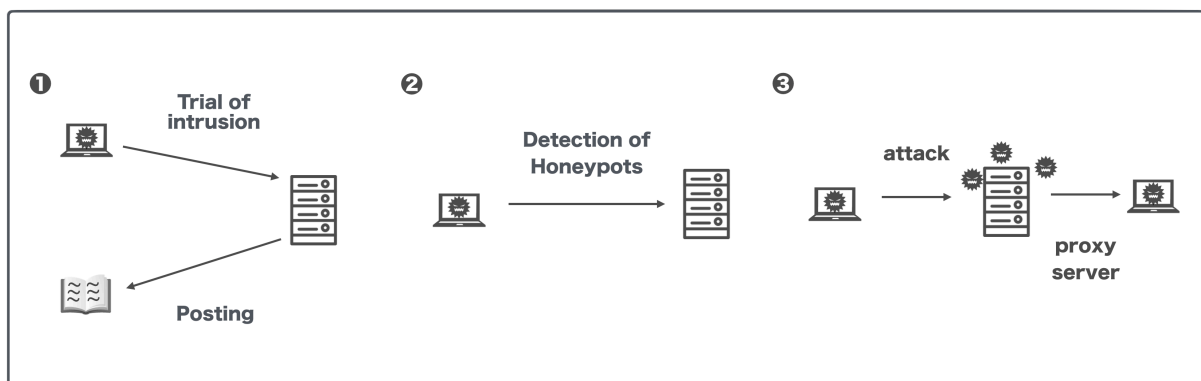 ❶
Trial of
intrusion
Posting
❷
Detection of
Honeypots
❸
attack
proxy
server